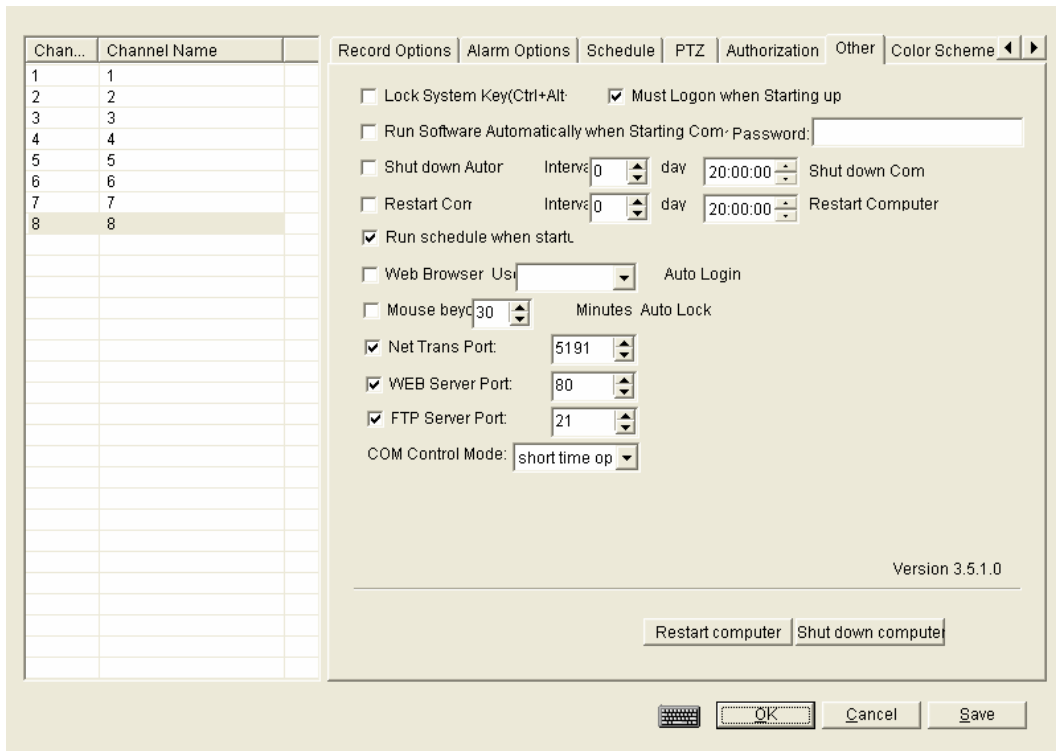 Chan... Channel Name
Record Options Alarm Options Schedule PTZ Authorization Other Color Scheme
1 1
2 2
3 3
4 4
5 5
6 6
7 7
8 8
Lock System Key(Ctrl+Alt- Must Logon when Starting up
Run Software Automatically when Starting Com- Password:
Shut down Autor Interva 0 day 20:00:00 Shut down Com
Restart Com Interva 0 day 20:00:00 Restart Computer
Run schedule when startu
Web Browser Use Auto Login
Mouse beyo 30 Minutes Auto Lock
Net Trans Port: 5191
WEB Server Port: 80
FTP Server Port: 21
COM Control Mode: short time op
Version 3.5.1.0
Restart computer Shut down computer
OK Cancel Save